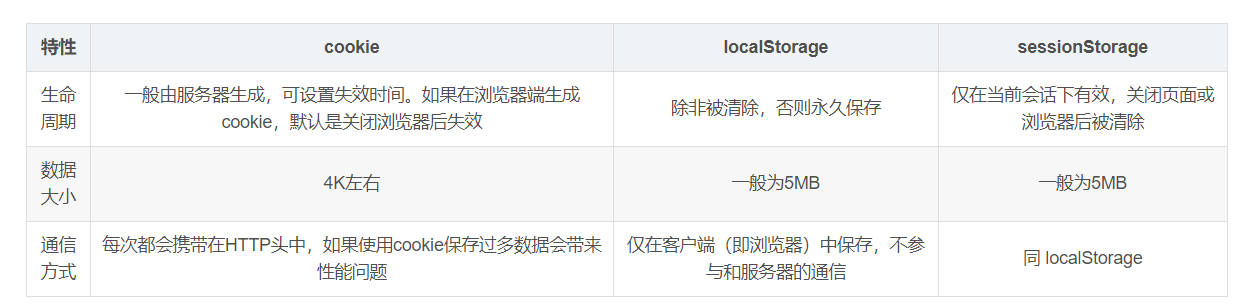 特性
cookie
localStorage
sessionStorage
生命
周期
一般由服务器生成，可设置失效时间。如果在浏览器端生成
cookie，默认是关闭浏览器后失效
除非被清除，否则永久保存
仅在当前会话下有效，关闭页面或
浏览器后被清除
数据
大小
4K左右
一般为5MB
一般为5MB
通信
方式
每次都会携带在HTTP头中，如果使用cookie保存过多数据会带来
性能问题
仅在客户端（即浏览器）中保存，不参
与和服务器的通信
同 localStorage